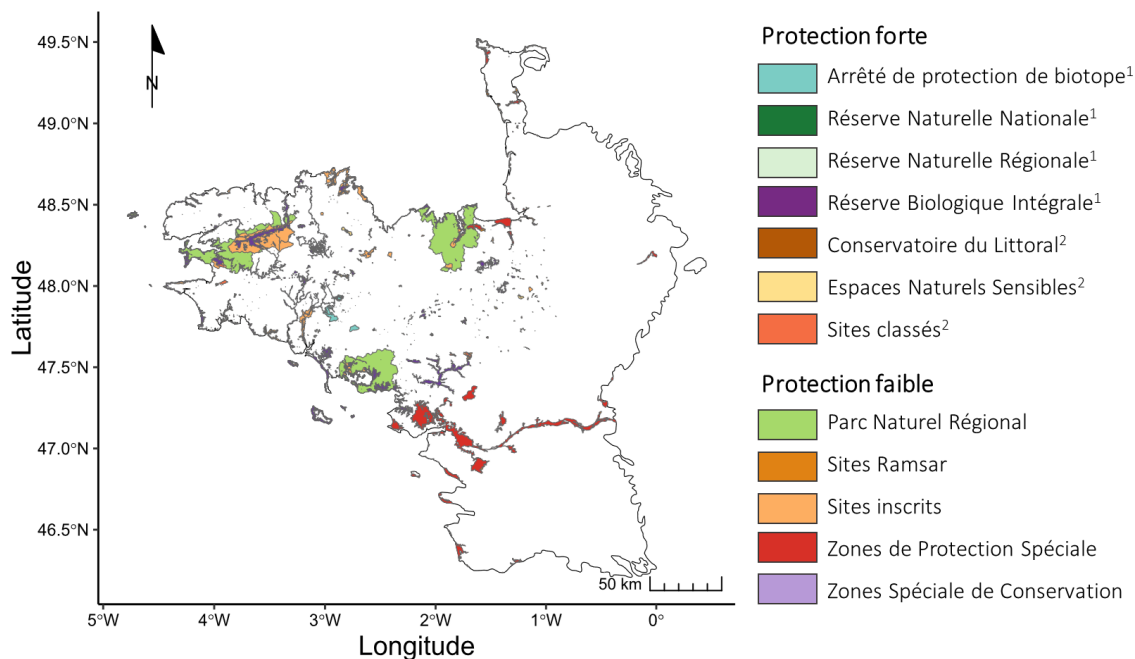 49.5°N
49.0°N
48.5°N
48.0°N
47.5°N
47.0°N
46.5°N
Latitude
N
5°W
4°W
3°W
2°W
1°W
0°
Longitude
50 km
Protection forte
Arrêté de protection de biotope¹
Réserve Naturelle Nationale¹
Réserve Naturelle Régionale¹
Réserve Biologique Intégrale¹
Conservatoire du Littoral²
Espaces Naturels Sensibles²
Sites classés²
Protection faible
Parc Naturel Régional
Sites Ramsar
Sites inscrits
Zones de Protection Spéciale
Zones Spéciale de Conservation